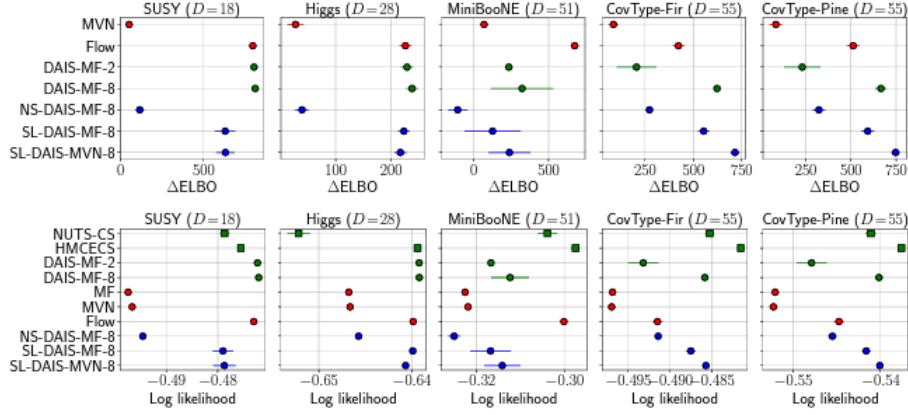 SUSY (D=18)
Higgs (D=28)
MiniBooNE (D=51)
CovType-Fir (D=55)
CovType-Pine (D=55)
MVN
Flow
DAIS-MF-2
DAIS-MF-8
NS-DAIS-MF-8
SL-DAIS-MF-8
SL-DAIS-MVN-8
0 500
100 200
0 500
250 500 750
250 500 750
ΔELBO
ΔELBO
ΔELBO
ΔELBO
ΔELBO
SUSY (D=18)
Higgs (D=28)
MiniBooNE (D=51)
CovType-Fir (D=55)
CovType-Pine (D=55)
NUTS-CS
HMCECS
DAIS-MF-2
DAIS-MF-8
MF
MVN
Flow
NS-DAIS-MF-8
SL-DAIS-MF-8
SL-DAIS-MVN-8
−0.49 −0.48
−0.65 −0.64
−0.32 −0.30
−0.495 −0.490 −0.485
−0.55 −0.54
Log likelihood
Log likelihood
Log likelihood
Log likelihood
Log likelihood